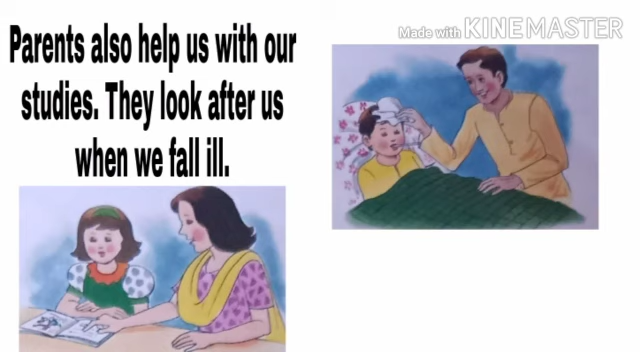 Parents also help us with our
studies. They look after us
when we fall ill.
Made with KINEMASTER